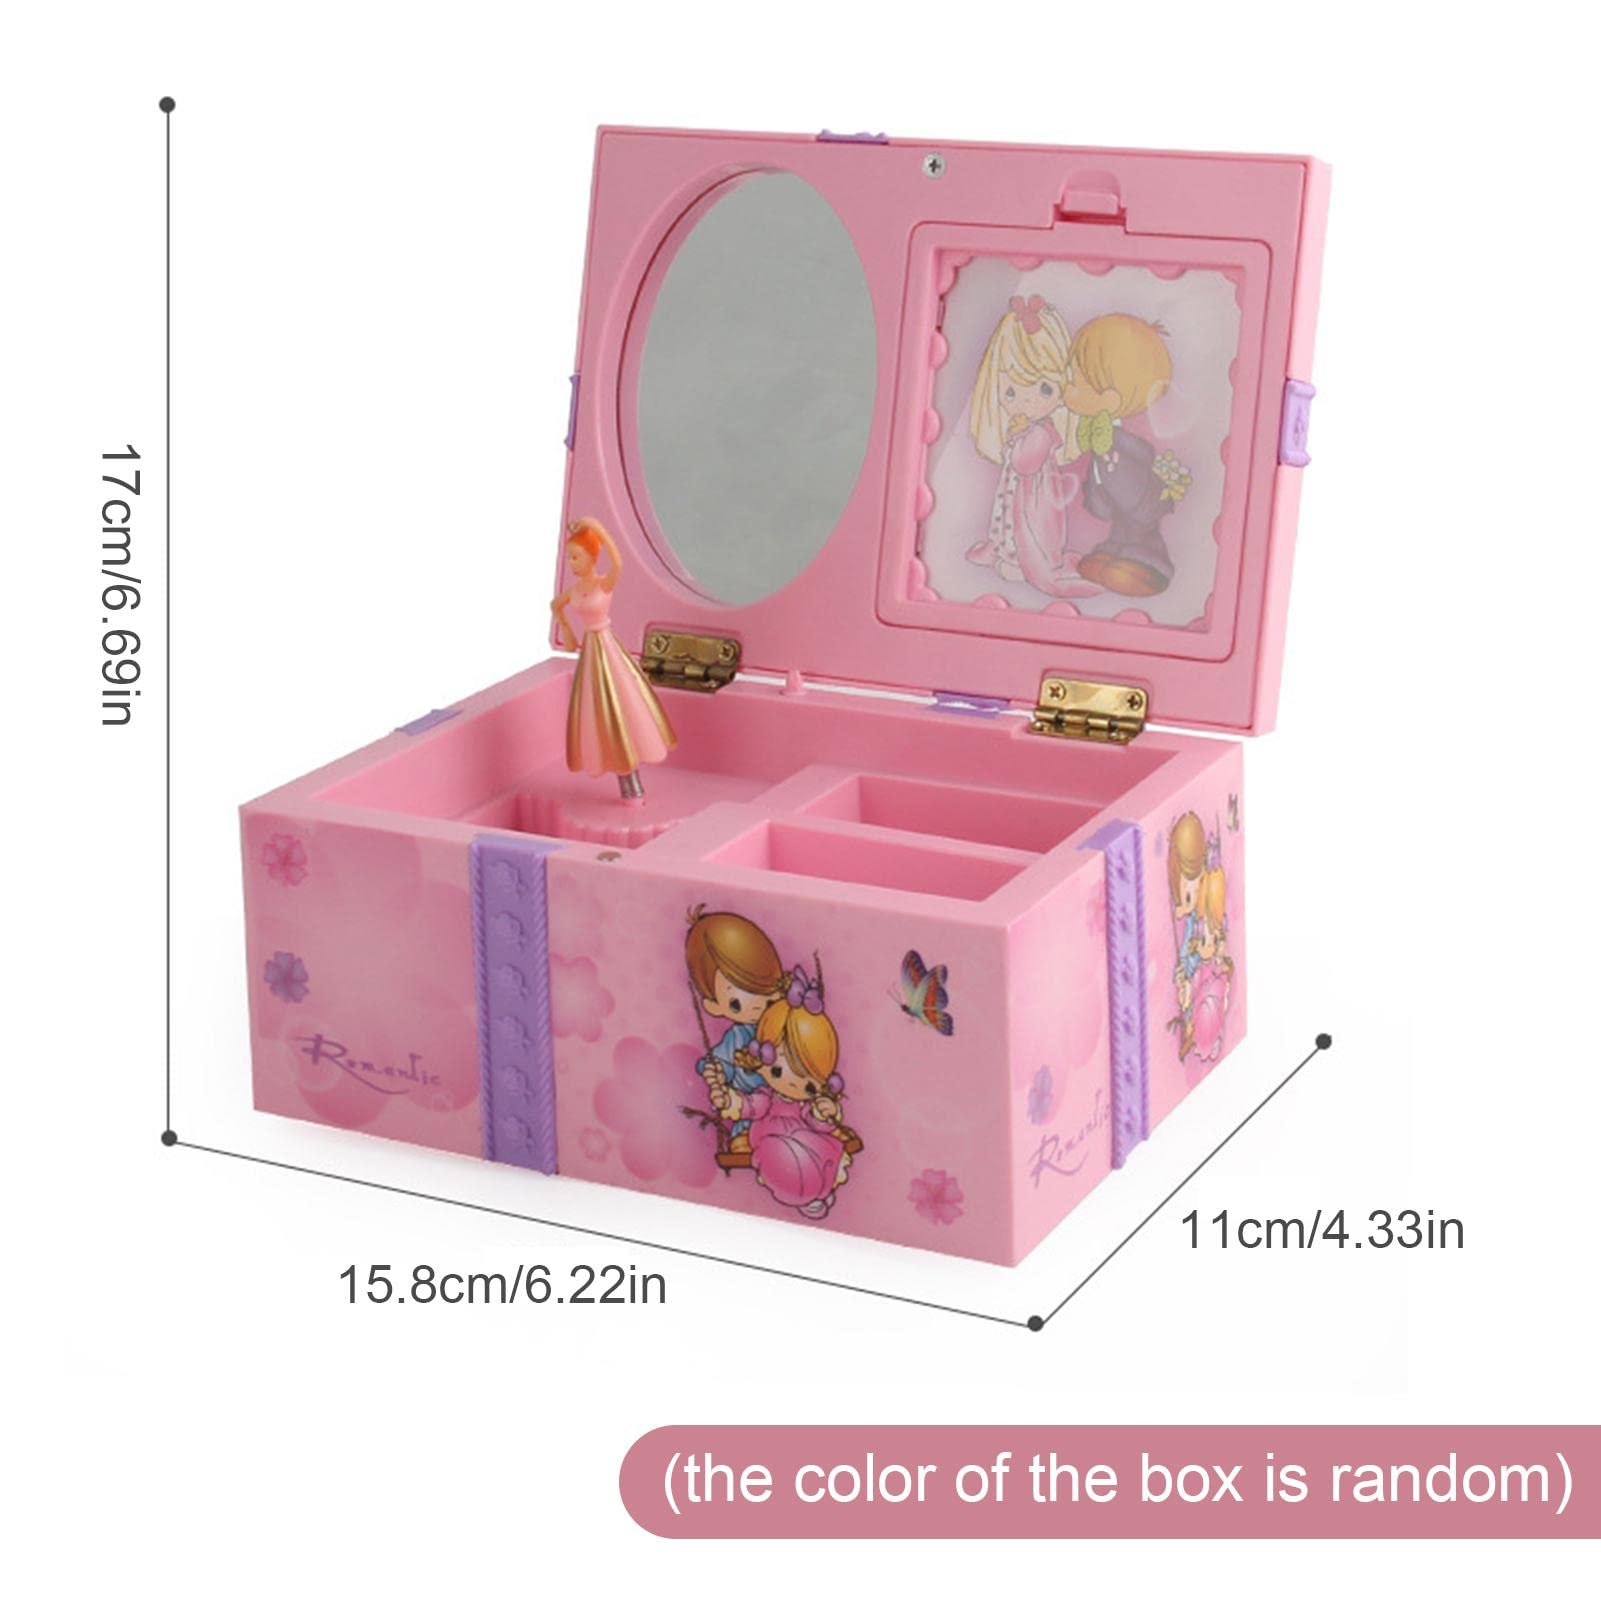 17cm/6.69in
Romantic
Romantic
11cm/4.33in
15.8cm/6.22in
(the color of the box is random)